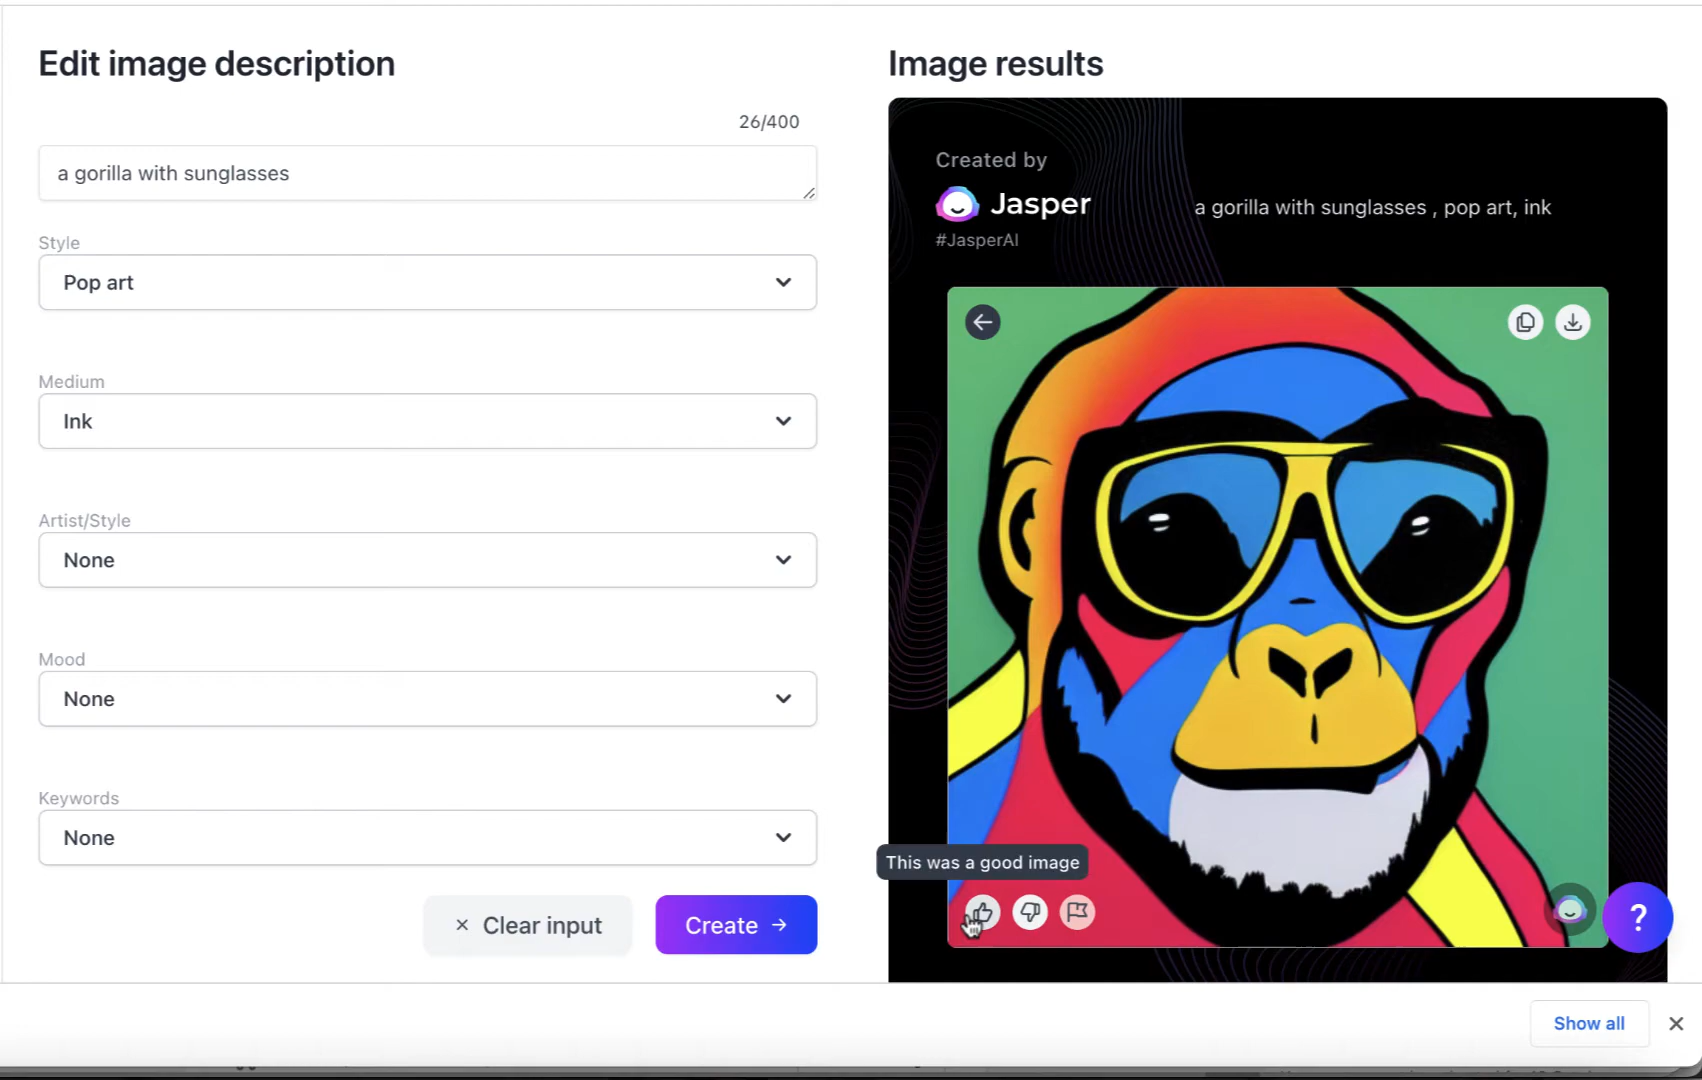 Edit image description
26/400
a gorilla with sunglasses
Style
Pop art
Medium
Ink
Artist/Style
None
Mood
None
Keywords
None
× Clear input
Create →
Image results
Created by
Jasper
#JasperAI
a gorilla with sunglasses , pop art, ink
This was a good image
?
Show all